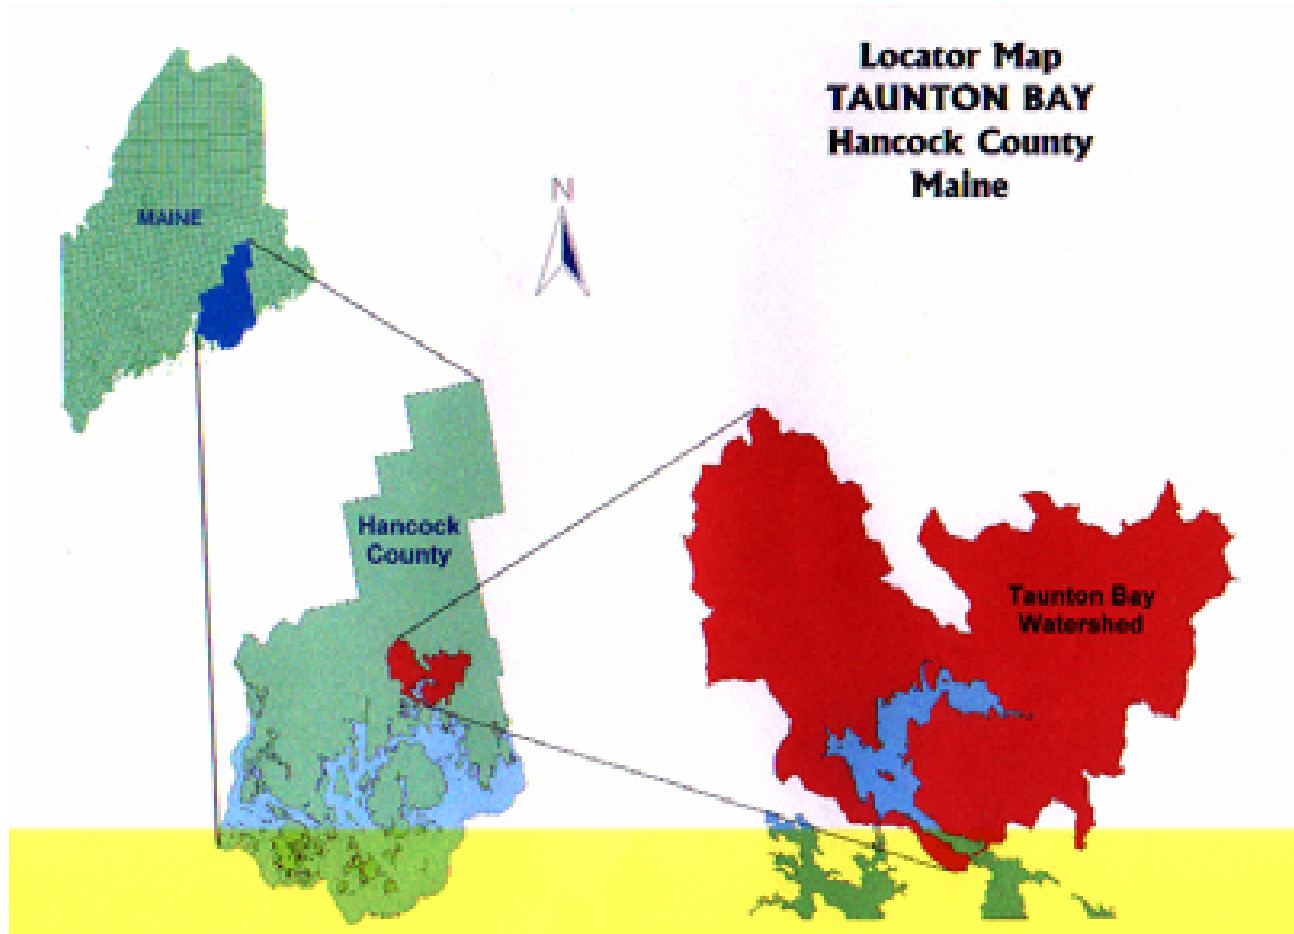 Locator Map
TAUNTON BAY
Hancock County
Maine
N
MAINE
Hancock
County
Taunton Bay
Watershed